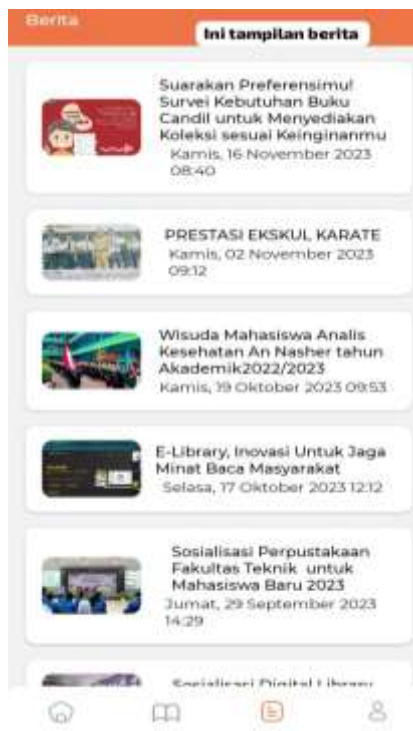 Berita
Ini tampilan berita
Suarakan Preferensimu!
Survei Kebutuhan Buku
Candil untuk Menyediakan
Koleksi sesuai Keinginanmu
Kamis, 16 November 2023
08:40
PRESTASI EKSKUL KARATE
Kamis, 02 November 2023
09:12
Wisuda Mahasiswa Analis
Kesehatan An Nasher tahun
Akademik2022/2023
Kamis, 19 Oktober 2023 09:53
E-Library, Inovasi Untuk Jaga
Minat Baca Masyarakat
Selasa, 17 Oktober 2023 12:12
Sosialisasi Perpustakaan
Fakultas Teknik untuk
Mahasiswa Baru 2023
Jumat, 29 September 2023
14:29
Sosialisasi Digital Library